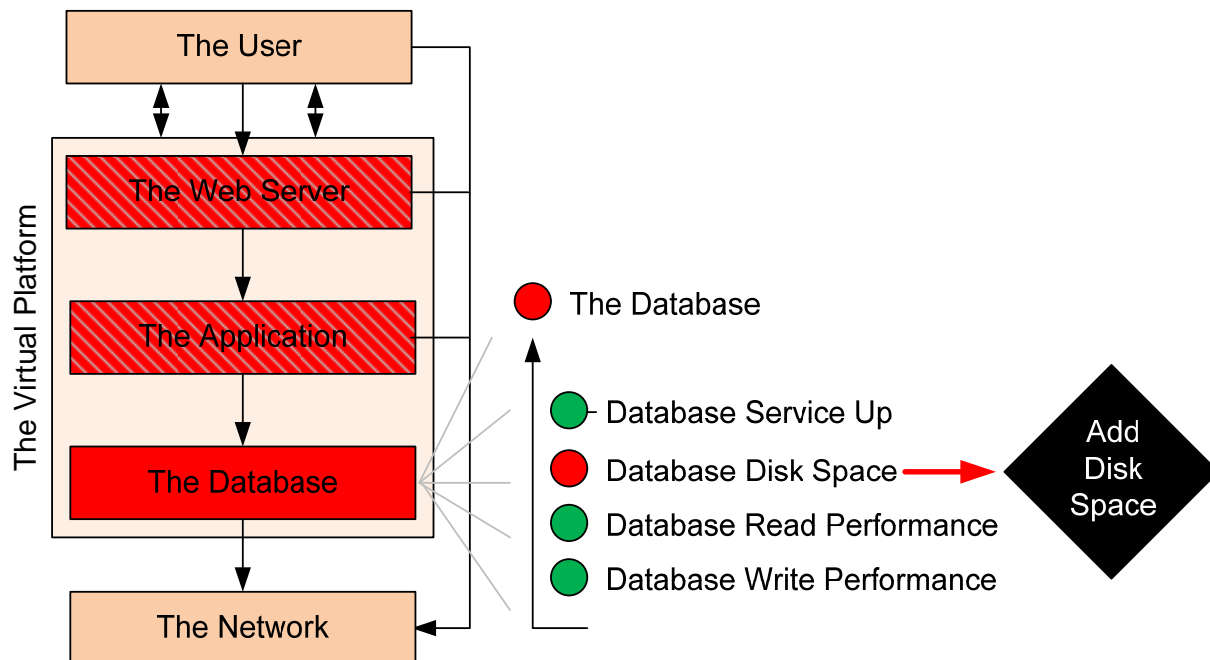 The User
The Virtual Platform
The Web Server
The Application
The Database
The Network
The Database
Database Service Up
Database Disk Space
Database Read Performance
Database Write Performance
Add
Disk
Space